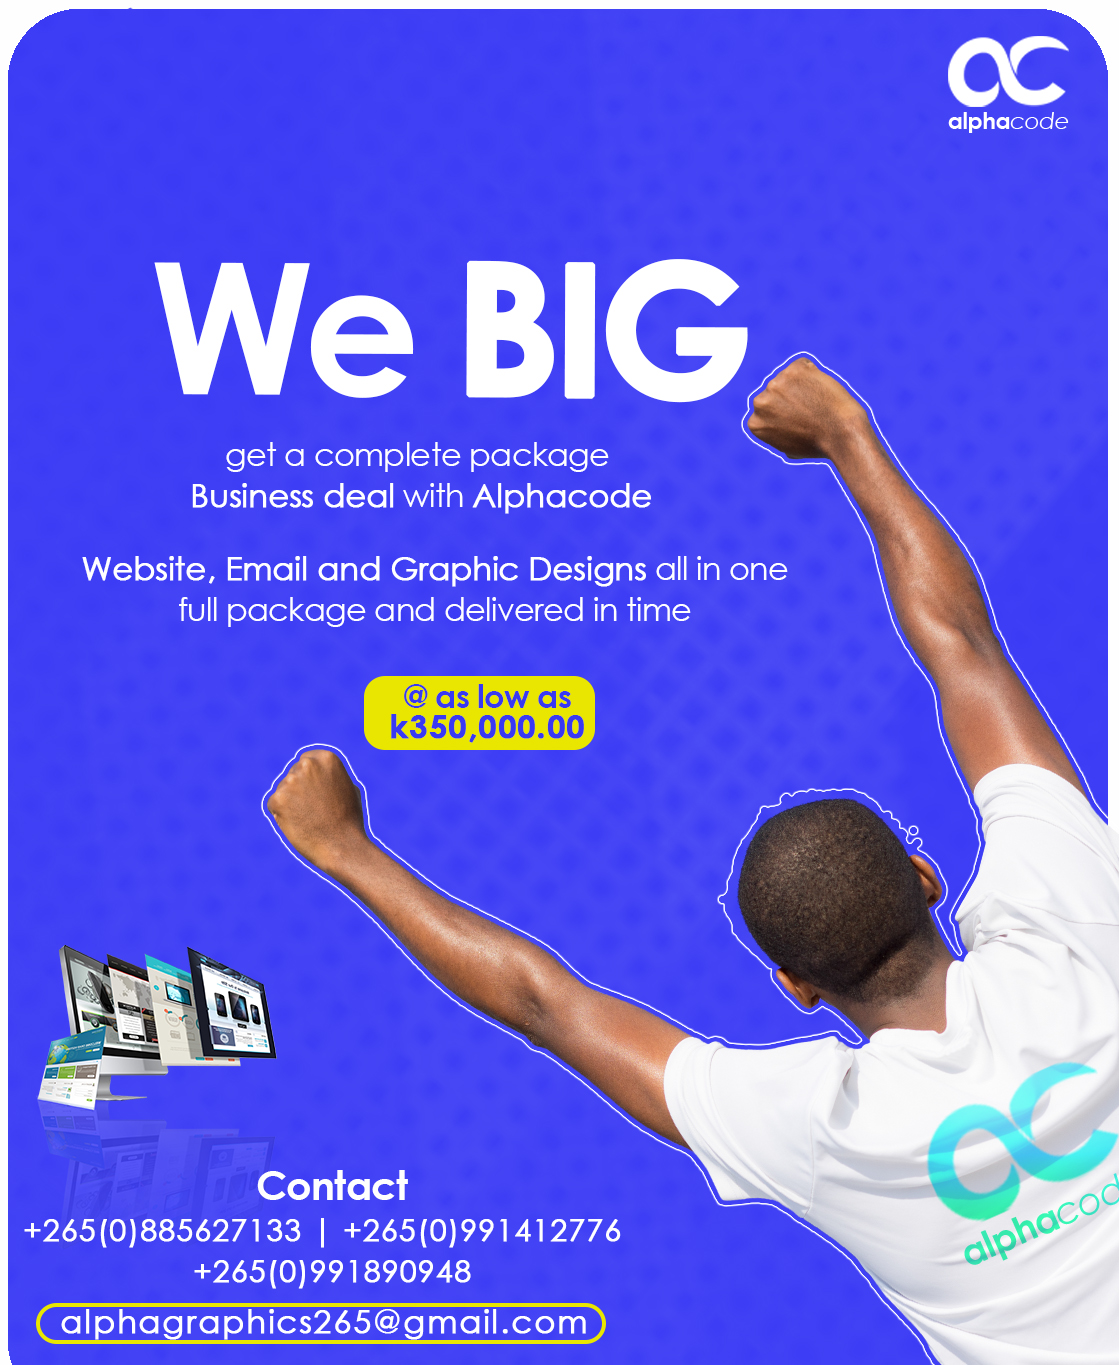 alphacode
We BIG
get a complete package
Business deal with Alphacode
Website, Email and Graphic Designs all in one
full package and delivered in time
@ as low as
k350,000.00
alphacod
Contact
+265(0)885627133 | +265(0)991412776
+265(0)991890948
alphagraphics265@gmail.com